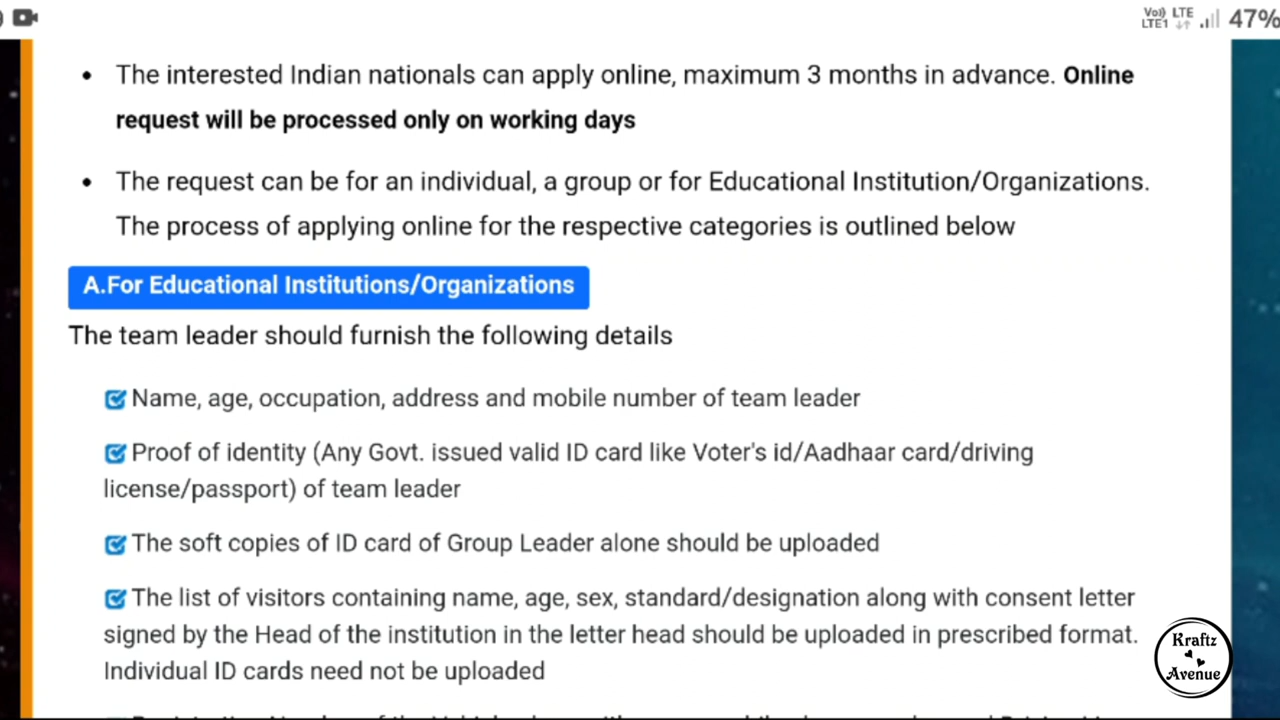 Vo)) LTE
LTE1
47%
The interested Indian nationals can apply online, maximum 3 months in advance. Online
request will be processed only on working days
The request can be for an individual, a group or for Educational Institution/Organizations.
The process of applying online for the respective categories is outlined below
A.For Educational Institutions/Organizations
The team leader should furnish the following details
Name, age, occupation, address and mobile number of team leader
Proof of identity (Any Govt. issued valid ID card like Voter's id/Aadhaar card/driving
license/passport) of team leader
The soft copies of ID card of Group Leader alone should be uploaded
The list of visitors containing name, age, sex, standard/designation along with consent letter
signed by the Head of the institution in the letter head should be uploaded in prescribed format.
Individual ID cards need not be uploaded
Kraftz
Avenue